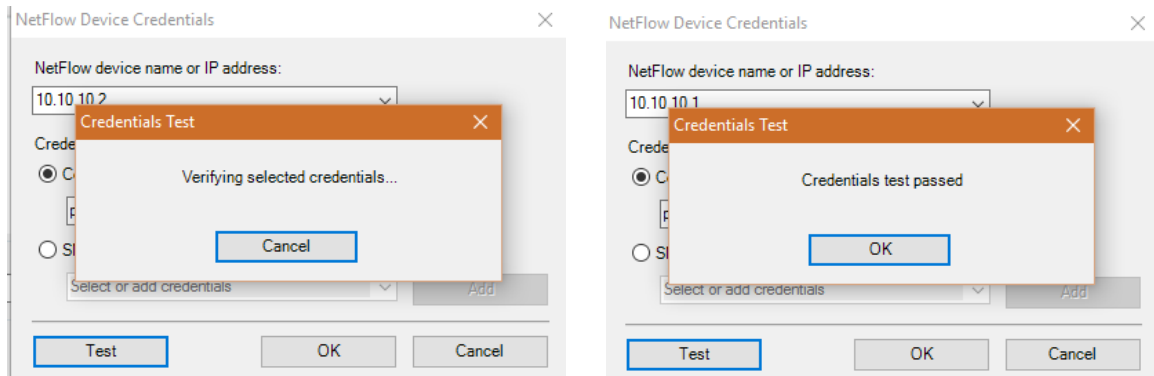 NetFlow Device Credentials
NetFlow device name or IP address:
10.10.10.2
Credentials Test
Crede
Verifying selected credentials...
C
Cancel
Select or add credentials
Add
Test OK Cancel
NetFlow Device Credentials
NetFlow device name or IP address:
10.10.10.1
Credentials Test
Crede
Credentials test passed
C
OK
Select or add credentials
Add
Test OK Cancel